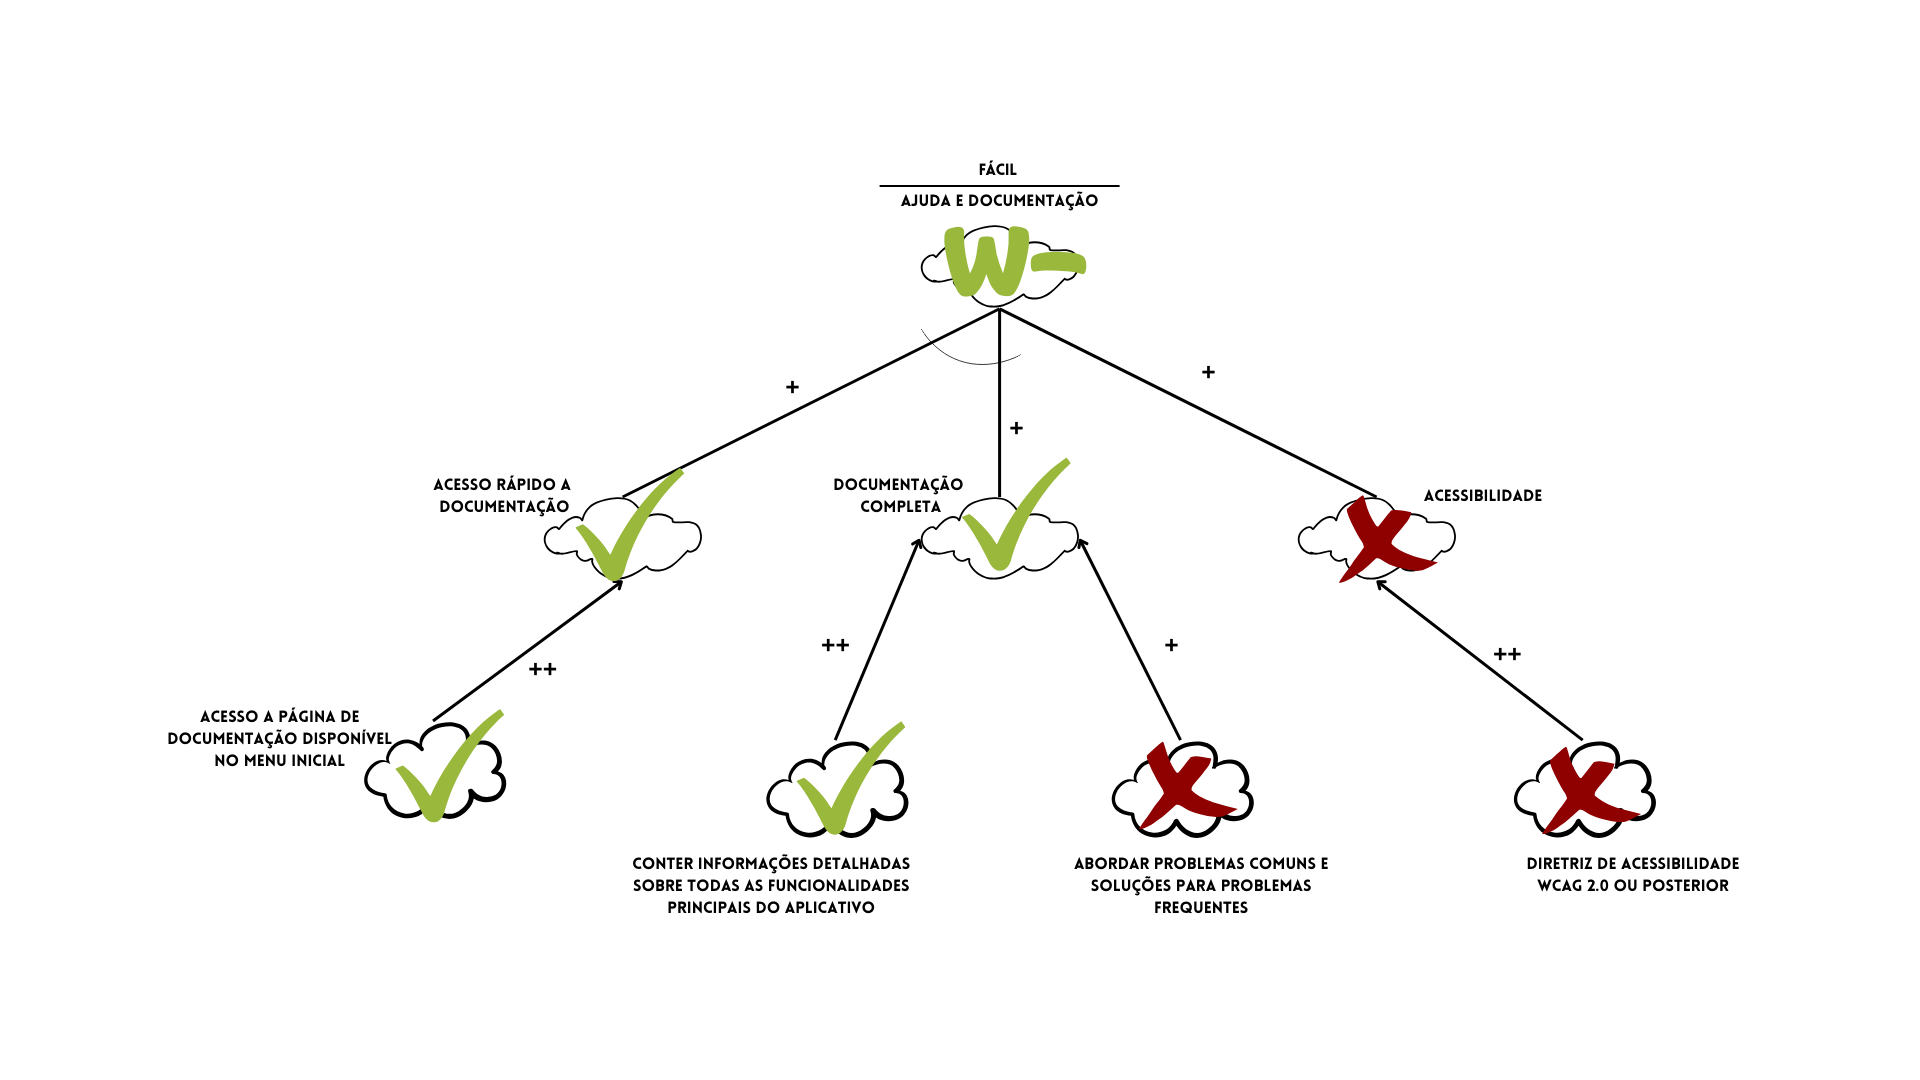 FÁCIL
AJUDA E DOCUMENTAÇÃO
W-
+
+
+
ACESSO RÁPIDO A
DOCUMENTAÇÃO
DOCUMENTAÇÃO
COMPLETA
ACESSIBILIDADE
++
++
+
++
ACESSO A PÁGINA DE
DOCUMENTAÇÃO DISPONÍVEL
NO MENU INICIAL
CONTER INFORMAÇÕES DETALHADAS
SOBRE TODAS AS FUNCIONALIDADES
PRINCIPAIS DO APLICATIVO
ABORDAR PROBLEMAS COMUNS E
SOLUÇÕES PARA PROBLEMAS
FREQUENTES
DIRETRIZ DE ACESSIBILIDADE
WCAG 2.0 OU POSTERIOR